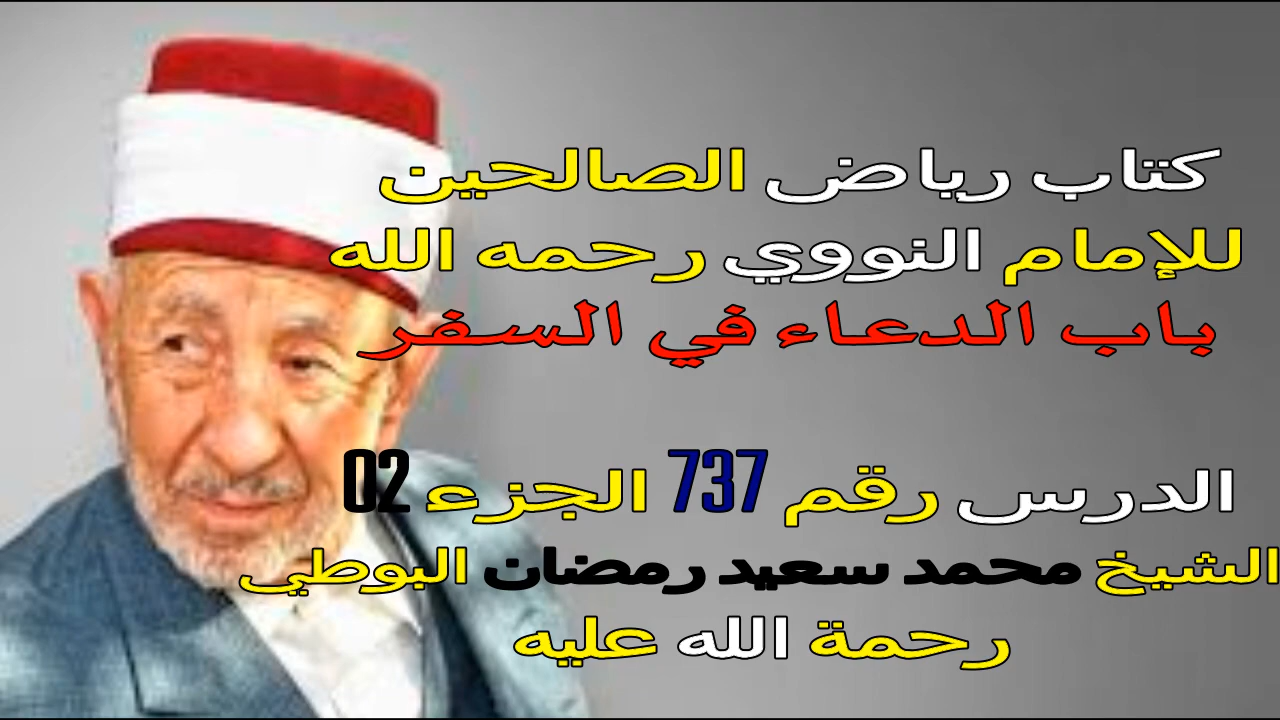 كتاب رياض الصالحين
للإمام النووي رحمه الله
باب الدعاء في السفر
الدرس رقم 737 الجزء 02
الشيخ محمد سعيد رمضان البوطي
رحمة الله عليه